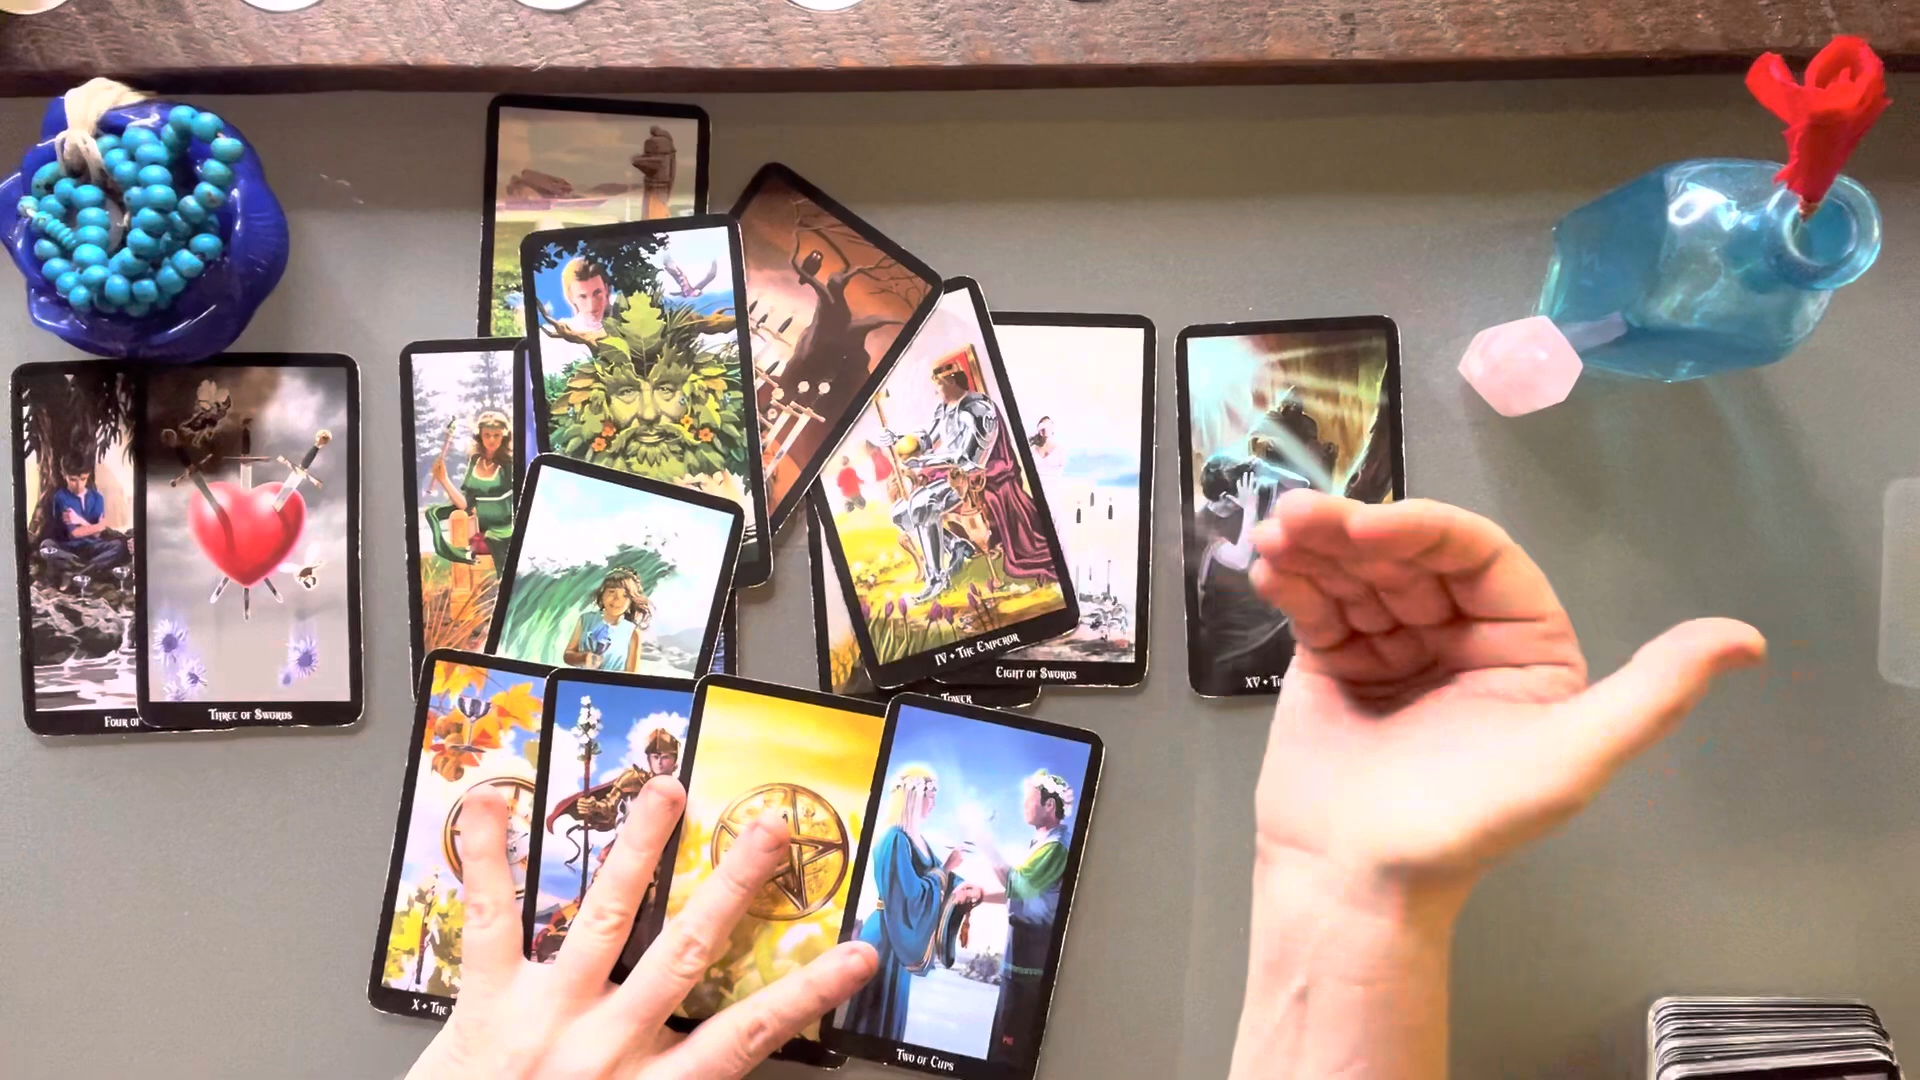 FOUR OF
THREE OF SWORDS
IV • THE EMPEROR
EIGHT OF SWORDS
TOWER
XV • TH
X • THE
TWO OF CUPS